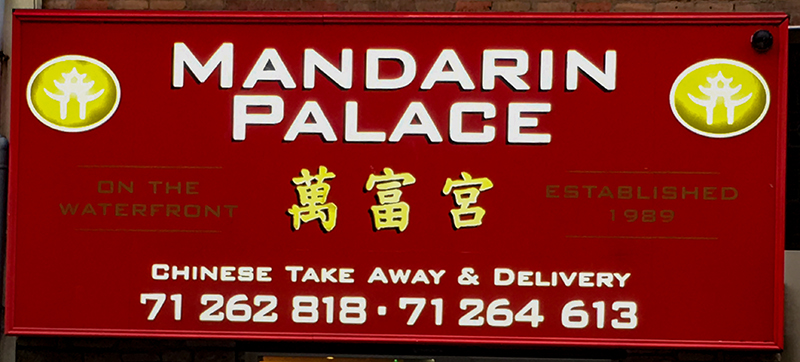 MANDARIN
PALACE
萬富宮
ON THE
WATERFRONT
ESTABLISHED
1989
CHINESE TAKE AWAY & DELIVERY
71 262 818 · 71 264 613